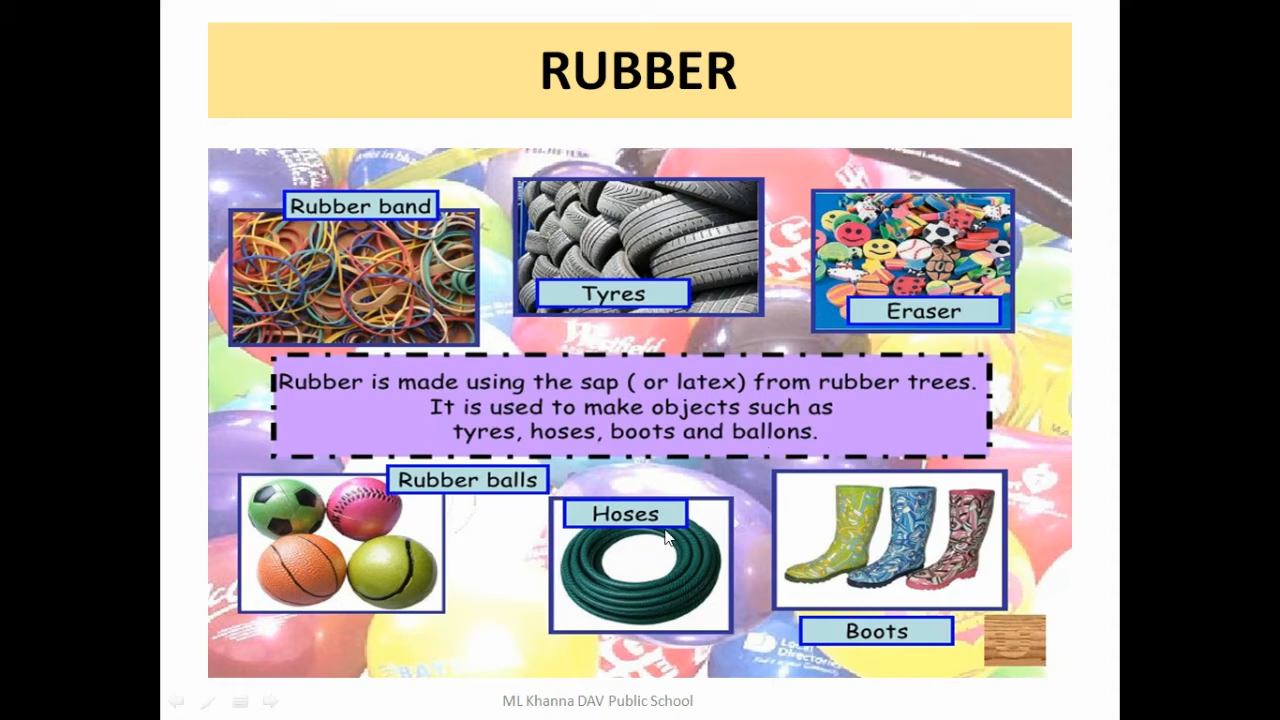 RUBBER
Rubber band
Tyres
Eraser
Rubber is made using the sap ( or latex) from rubber trees.
It is used to make objects such as
tyres, hoses, boots and ballons.
Rubber balls
Hoses
Boots
ML Khanna DAV Public School